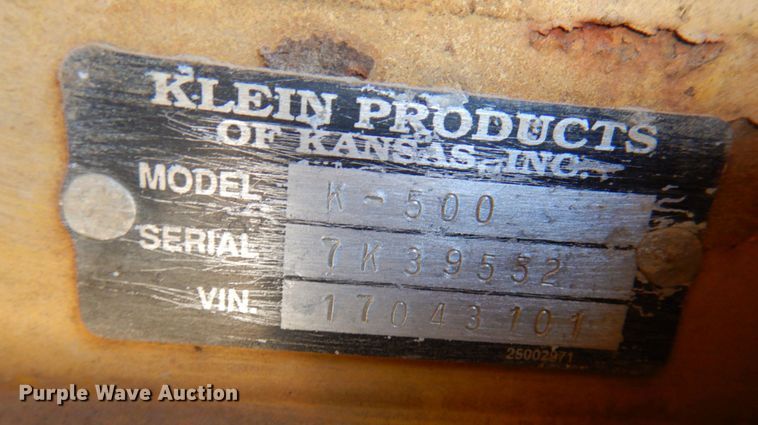 KLEIN PRODUCTS
OF KANSAS, INC.
MODEL K-500
SERIAL 7K39552
VIN. 17043101
25002971
Purple Wave Auction